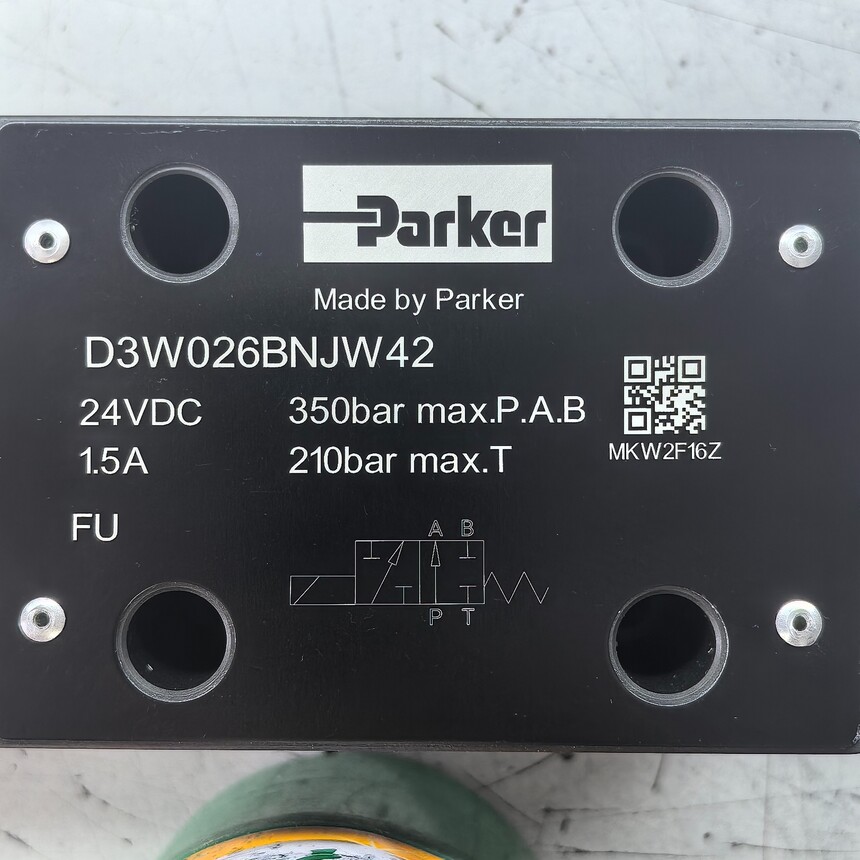 Parker
Made by Parker
D3W026BNJW42
24VDC 350bar max.P.A.B
1.5A 210bar max.T
MKW2F16Z
FU
A B
P T